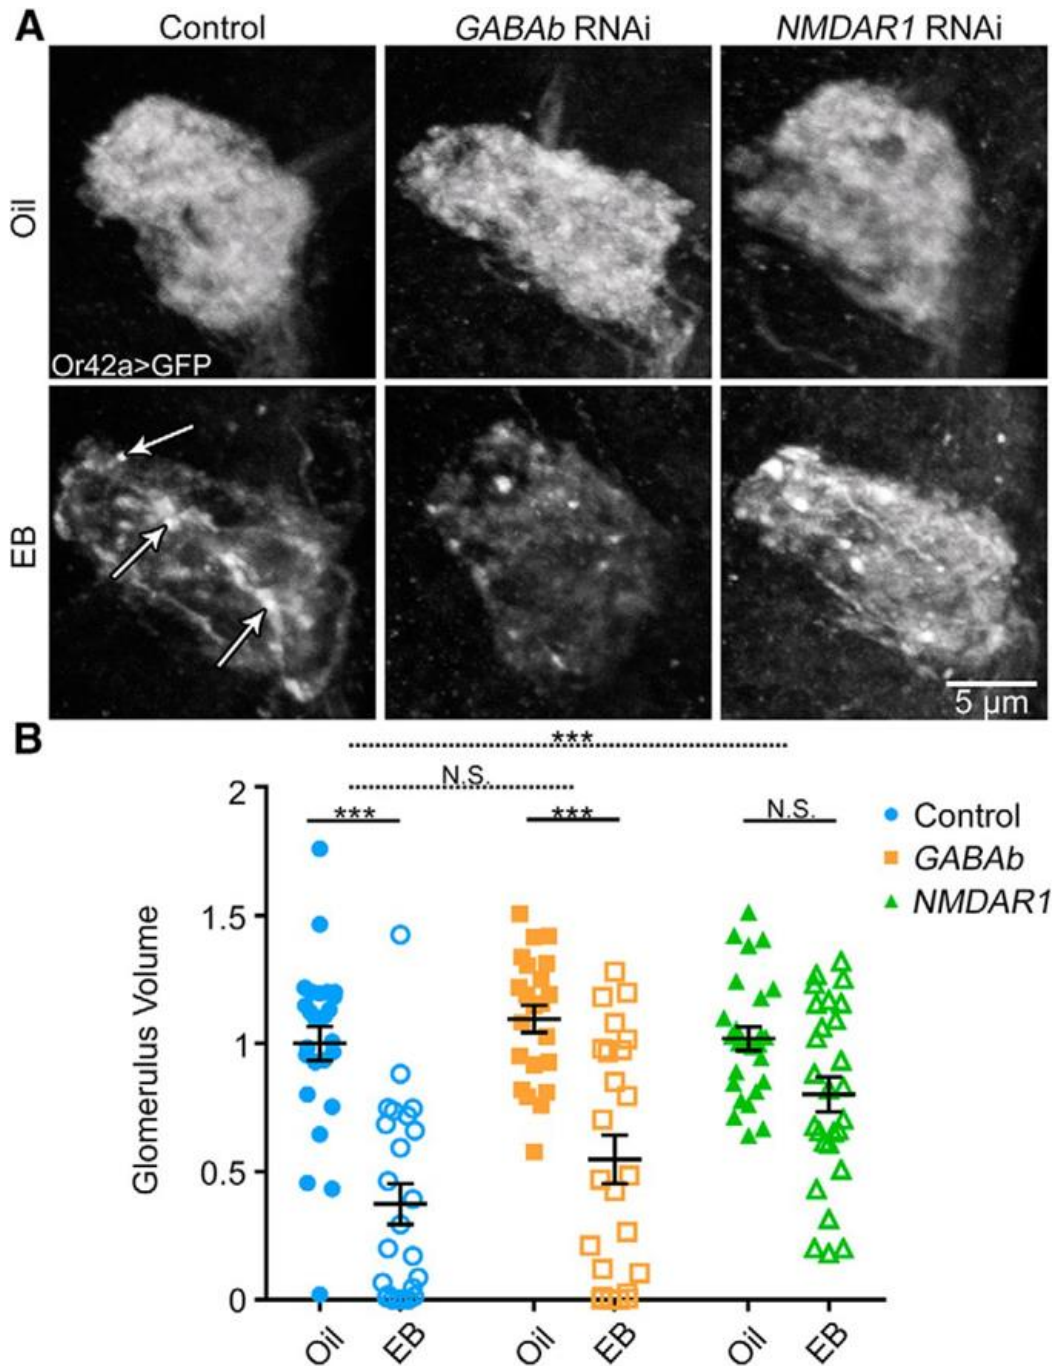 A
Control
GABAb RNAi
NMDAR1 RNAi
Oil
Or42a>GFP
EB
5 µm
B
***
N.S.
***
***
N.S.
Control
GABAb
NMDAR1
Glomerulus Volume
2
1.5
1
0.5
0
Oil
EB
Oil
EB
Oil
EB